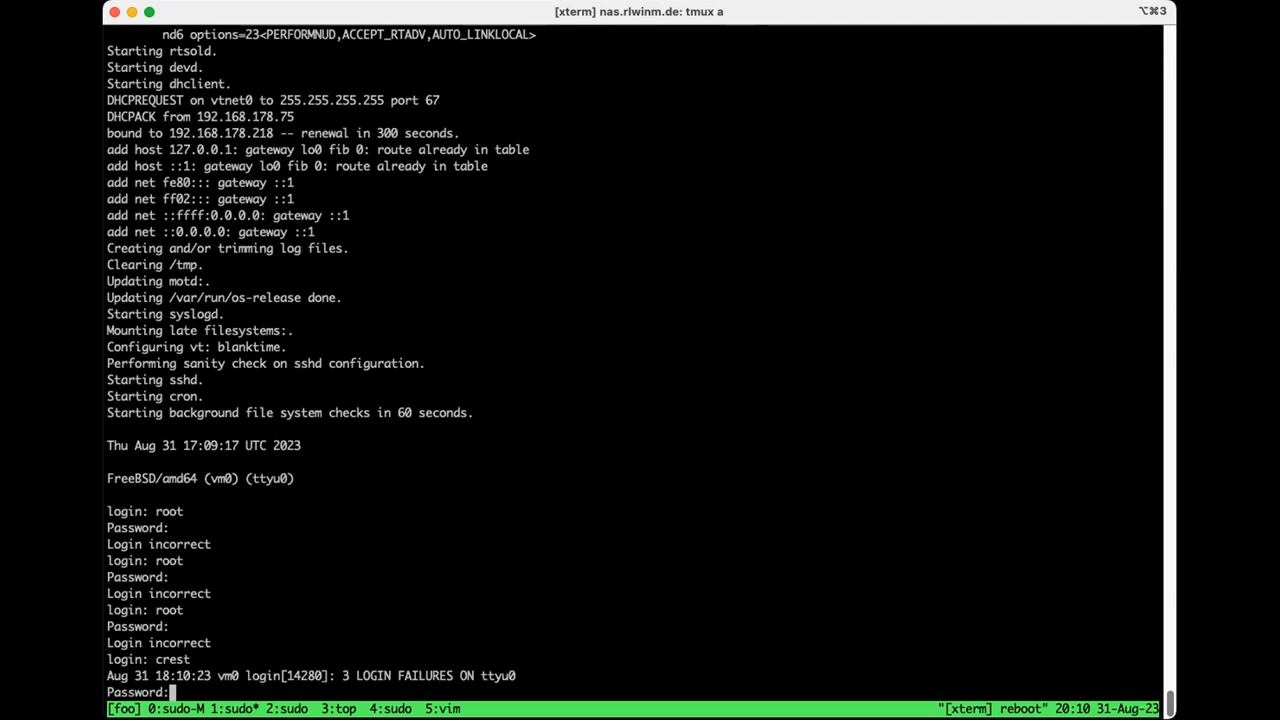 [xterm] nas.rlwinm.de: tmux a
⌥⌘3
nd6 options=23<PERFORMNUD,ACCEPT_RTADV,AUTO_LINKLOCAL>
Starting rtsold.
Starting devd.
Starting dhclient.
DHCPREQUEST on vtnet0 to 255.255.255.255 port 67
DHCPACK from 192.168.178.75
bound to 192.168.178.218 -- renewal in 300 seconds.
add host 127.0.0.1: gateway lo0 fib 0: route already in table
add host ::1: gateway lo0 fib 0: route already in table
add net fe80::: gateway ::1
add net ff02::: gateway ::1
add net ::ffff:0.0.0.0: gateway ::1
add net ::0.0.0.0: gateway ::1
Creating and/or trimming log files.
Clearing /tmp.
Updating motd:.
Updating /var/run/os-release done.
Starting syslogd.
Mounting late filesystems:.
Configuring vt: blanktime.
Performing sanity check on sshd configuration.
Starting sshd.
Starting cron.
Starting background file system checks in 60 seconds.
Thu Aug 31 17:09:17 UTC 2023
FreeBSD/amd64 (vm0) (ttyu0)
login: root
Password:
Login incorrect
login: root
Password:
Login incorrect
login: root
Password:
Login incorrect
login: crest
Aug 31 18:10:23 vm0 login[14280]: 3 LOGIN FAILURES ON ttyu0
Password:
[foo] 0:sudo-M 1:sudo* 2:sudo  3:top  4:sudo  5:vim "[xterm] reboot" 20:10 31-Aug-23